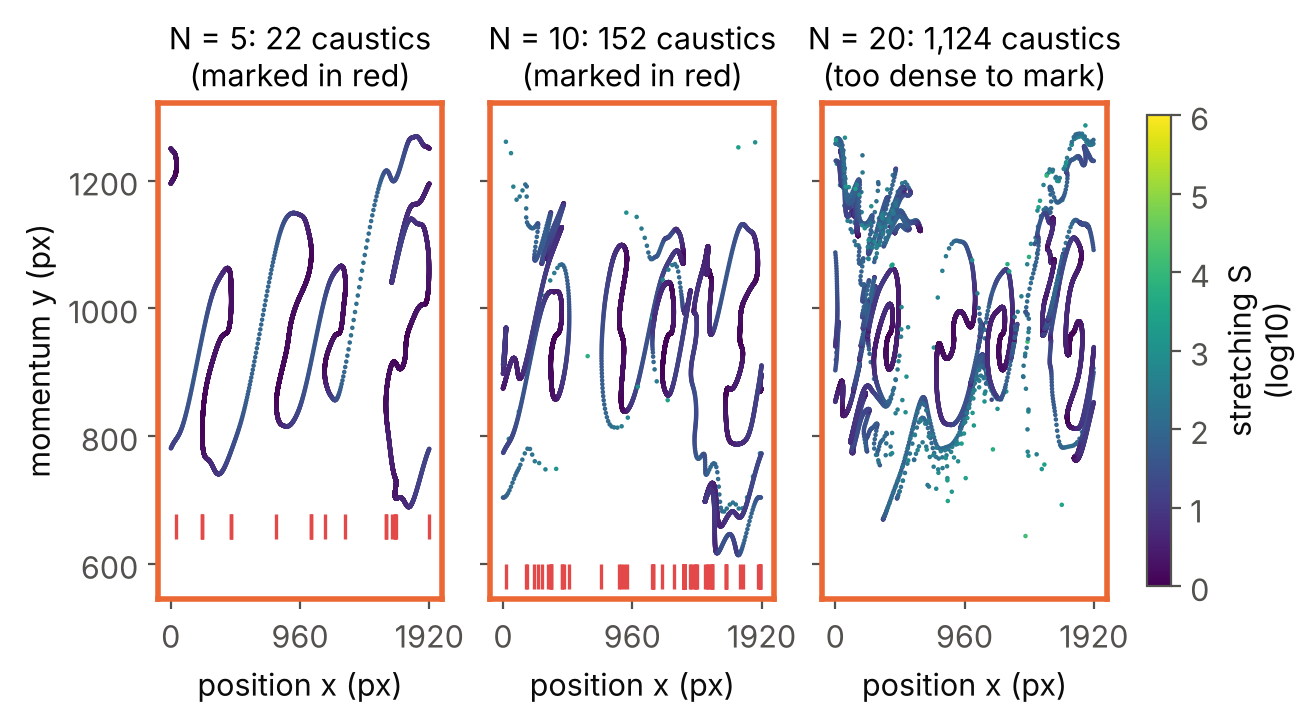 N = 5: 22 caustics
(marked in red)
N = 10: 152 caustics
(marked in red)
N = 20: 1,124 caustics
(too dense to mark)
momentum y (px)
1200
1000
800
600
0 960 1920
position x (px)
0 960 1920
position x (px)
0 960 1920
position x (px)
6
5
4
3
2
1
0
stretching S
(log10)